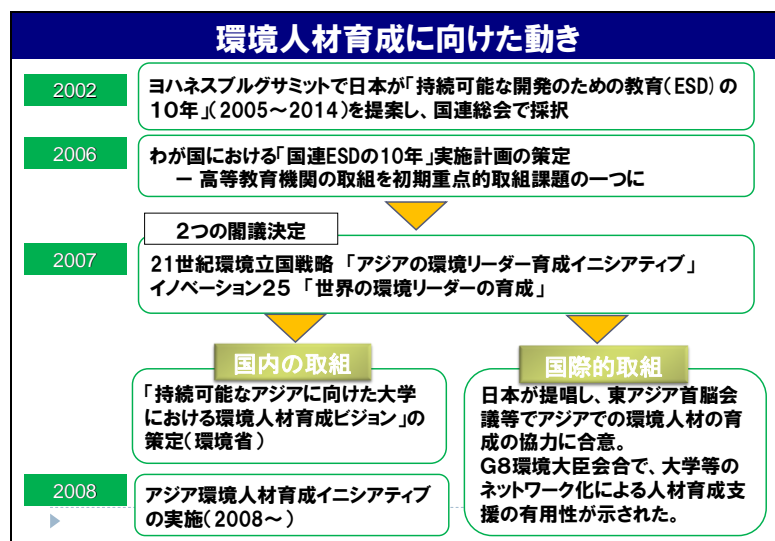 環境人材育成に向けた動き
2002
ヨハネスブルグサミットで日本が「持続可能な開発のための教育(ESD)の
10年」(2005～2014)を提案し、国連総会で採択
2006
わが国における「国連ESDの10年」実施計画の策定
－ 高等教育機関の取組を初期重点的取組課題の一つに
2つの閣議決定
2007
21世紀環境立国戦略 「アジアの環境リーダー育成イニシアティブ」
イノベーション25 「世界の環境リーダーの育成」
国内の取組
「持続可能なアジアに向けた大学
における環境人材育成ビジョン」の
策定(環境省)
2008
アジア環境人材育成イニシアティブ
の実施(2008～)
国際的取組
日本が提唱し、東アジア首脳会
議等でアジアでの環境人材の育
成の協力に合意。
G8環境大臣会合で、大学等の
ネットワーク化による人材育成支
援の有用性が示された。